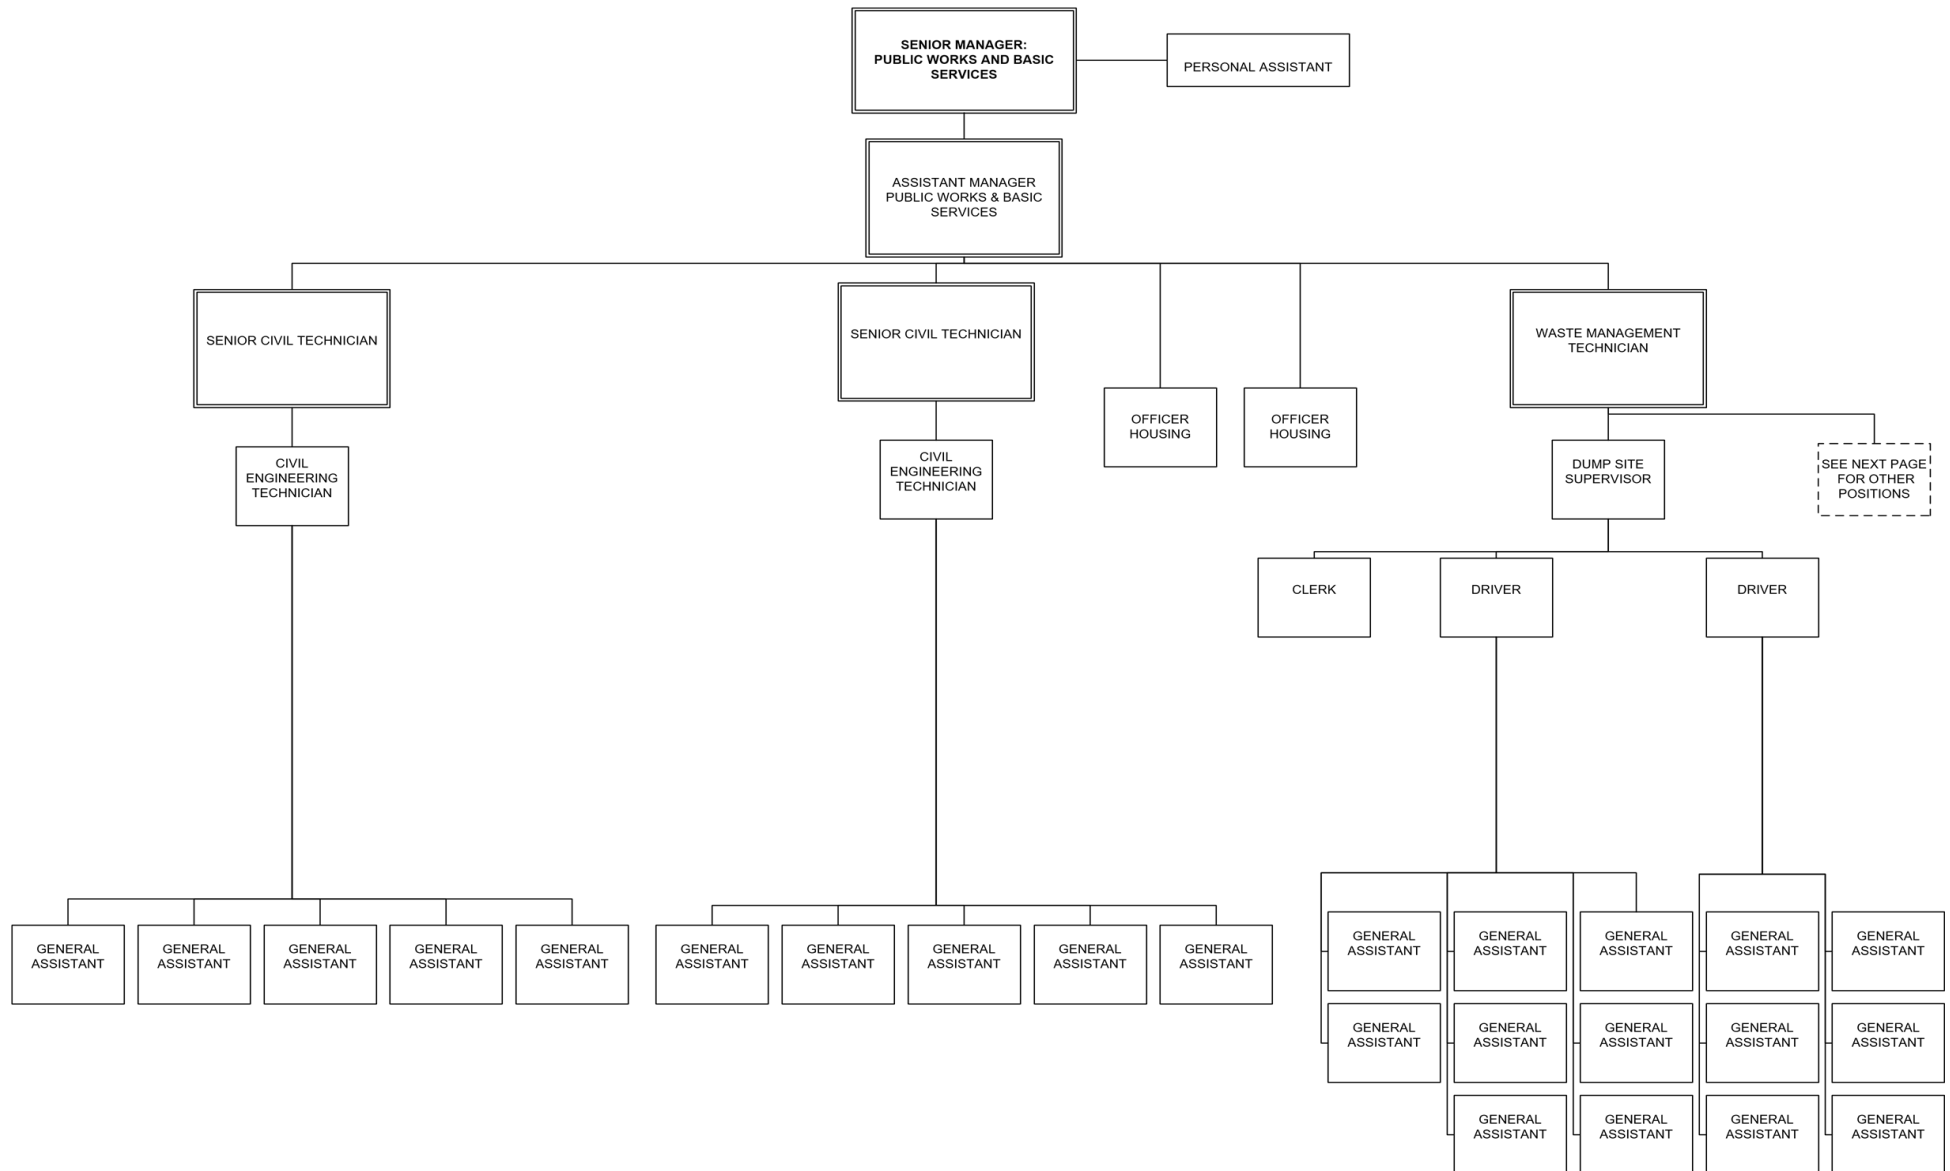 SENIOR MANAGER:
PUBLIC WORKS AND BASIC
SERVICES
PERSONAL ASSISTANT
ASSISTANT MANAGER
PUBLIC WORKS & BASIC
SERVICES
SENIOR CIVIL TECHNICIAN
SENIOR CIVIL TECHNICIAN
OFFICER
HOUSING
OFFICER
HOUSING
WASTE MANAGEMENT
TECHNICIAN
CIVIL
ENGINEERING
TECHNICIAN
CIVIL
ENGINEERING
TECHNICIAN
DUMP SITE
SUPERVISOR
SEE NEXT PAGE
FOR OTHER
POSITIONS
CLERK
DRIVER
DRIVER
GENERAL
ASSISTANT
GENERAL
ASSISTANT
GENERAL
ASSISTANT
GENERAL
ASSISTANT
GENERAL
ASSISTANT
GENERAL
ASSISTANT
GENERAL
ASSISTANT
GENERAL
ASSISTANT
GENERAL
ASSISTANT
GENERAL
ASSISTANT
GENERAL
ASSISTANT
GENERAL
ASSISTANT
GENERAL
ASSISTANT
GENERAL
ASSISTANT
GENERAL
ASSISTANT
GENERAL
ASSISTANT
GENERAL
ASSISTANT
GENERAL
ASSISTANT
GENERAL
ASSISTANT
GENERAL
ASSISTANT
GENERAL
ASSISTANT
GENERAL
ASSISTANT
GENERAL
ASSISTANT
GENERAL
ASSISTANT